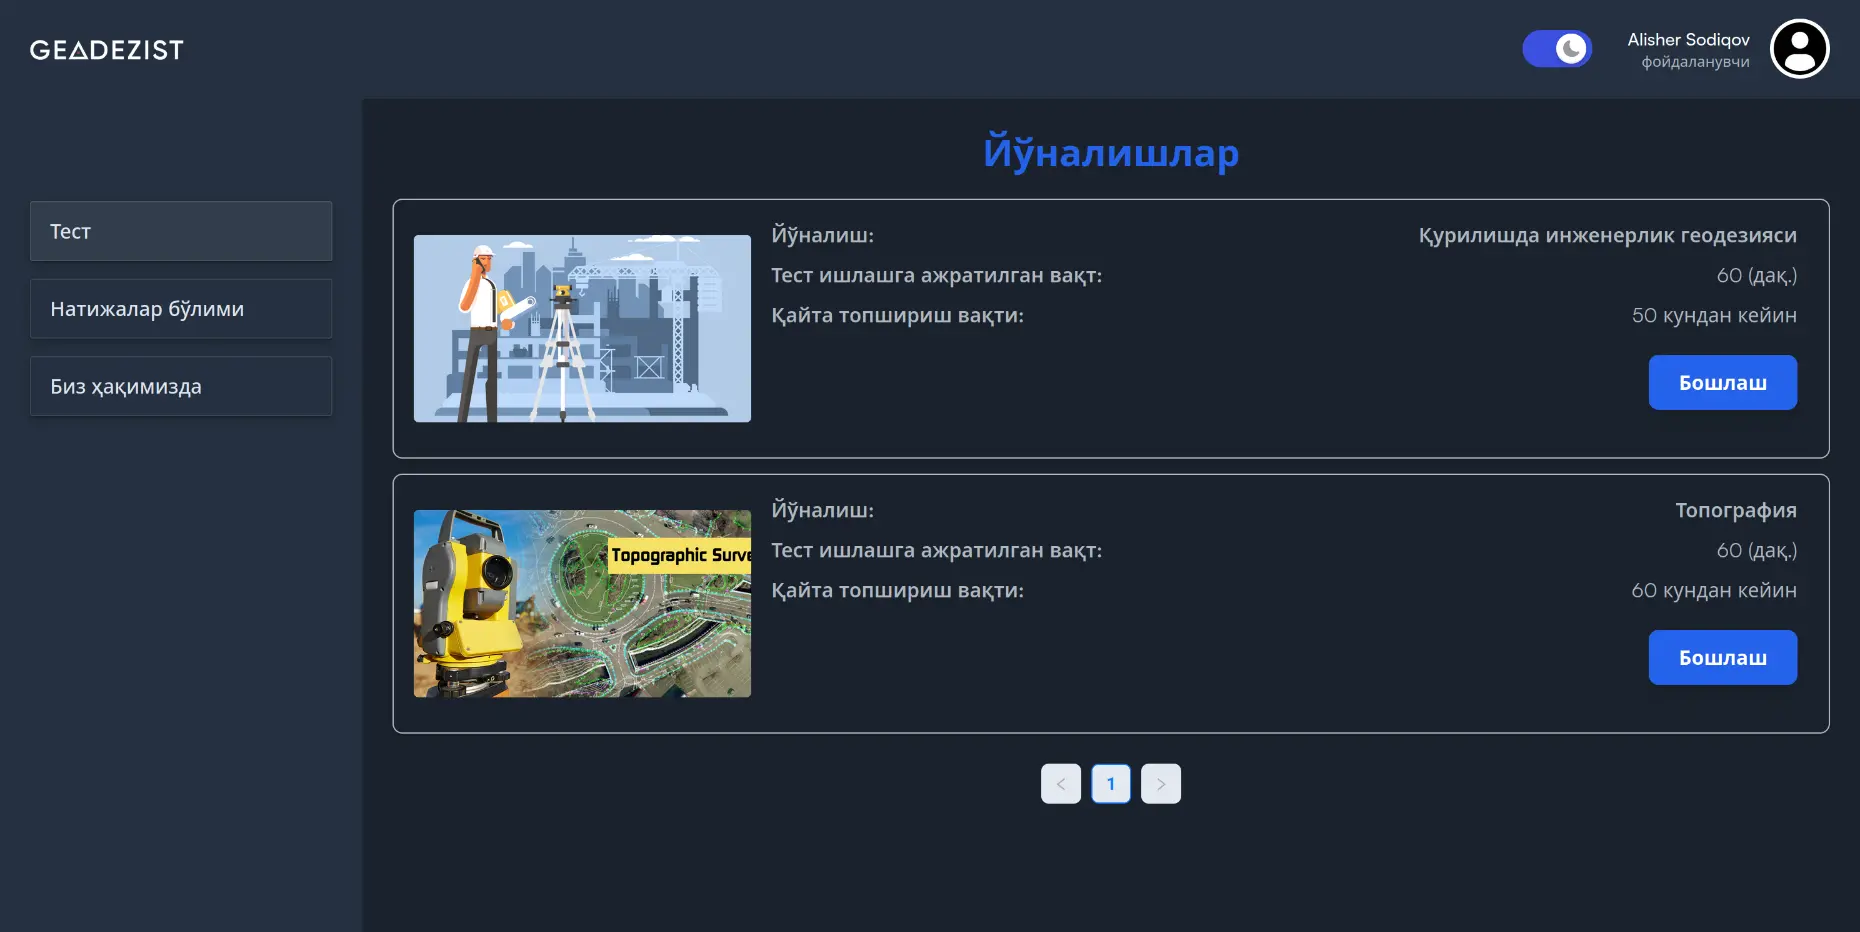 GEADEZIST
Alisher Sodiqov
фойдаланувчи
Тест
Натижалар бўлими
Биз ҳақимизда
Йўналишлар
Йўналиш: Қурилишда инженерлик геодезияси
Тест ишлашга ажратилган вақт: 60 (дақ.)
Қайта топшириш вақти: 50 кундан кейин
Бошлаш
Topographic Surve
Йўналиш: Топография
Тест ишлашга ажратилган вақт: 60 (дақ.)
Қайта топшириш вақти: 60 кундан кейин
Бошлаш
< 1 >